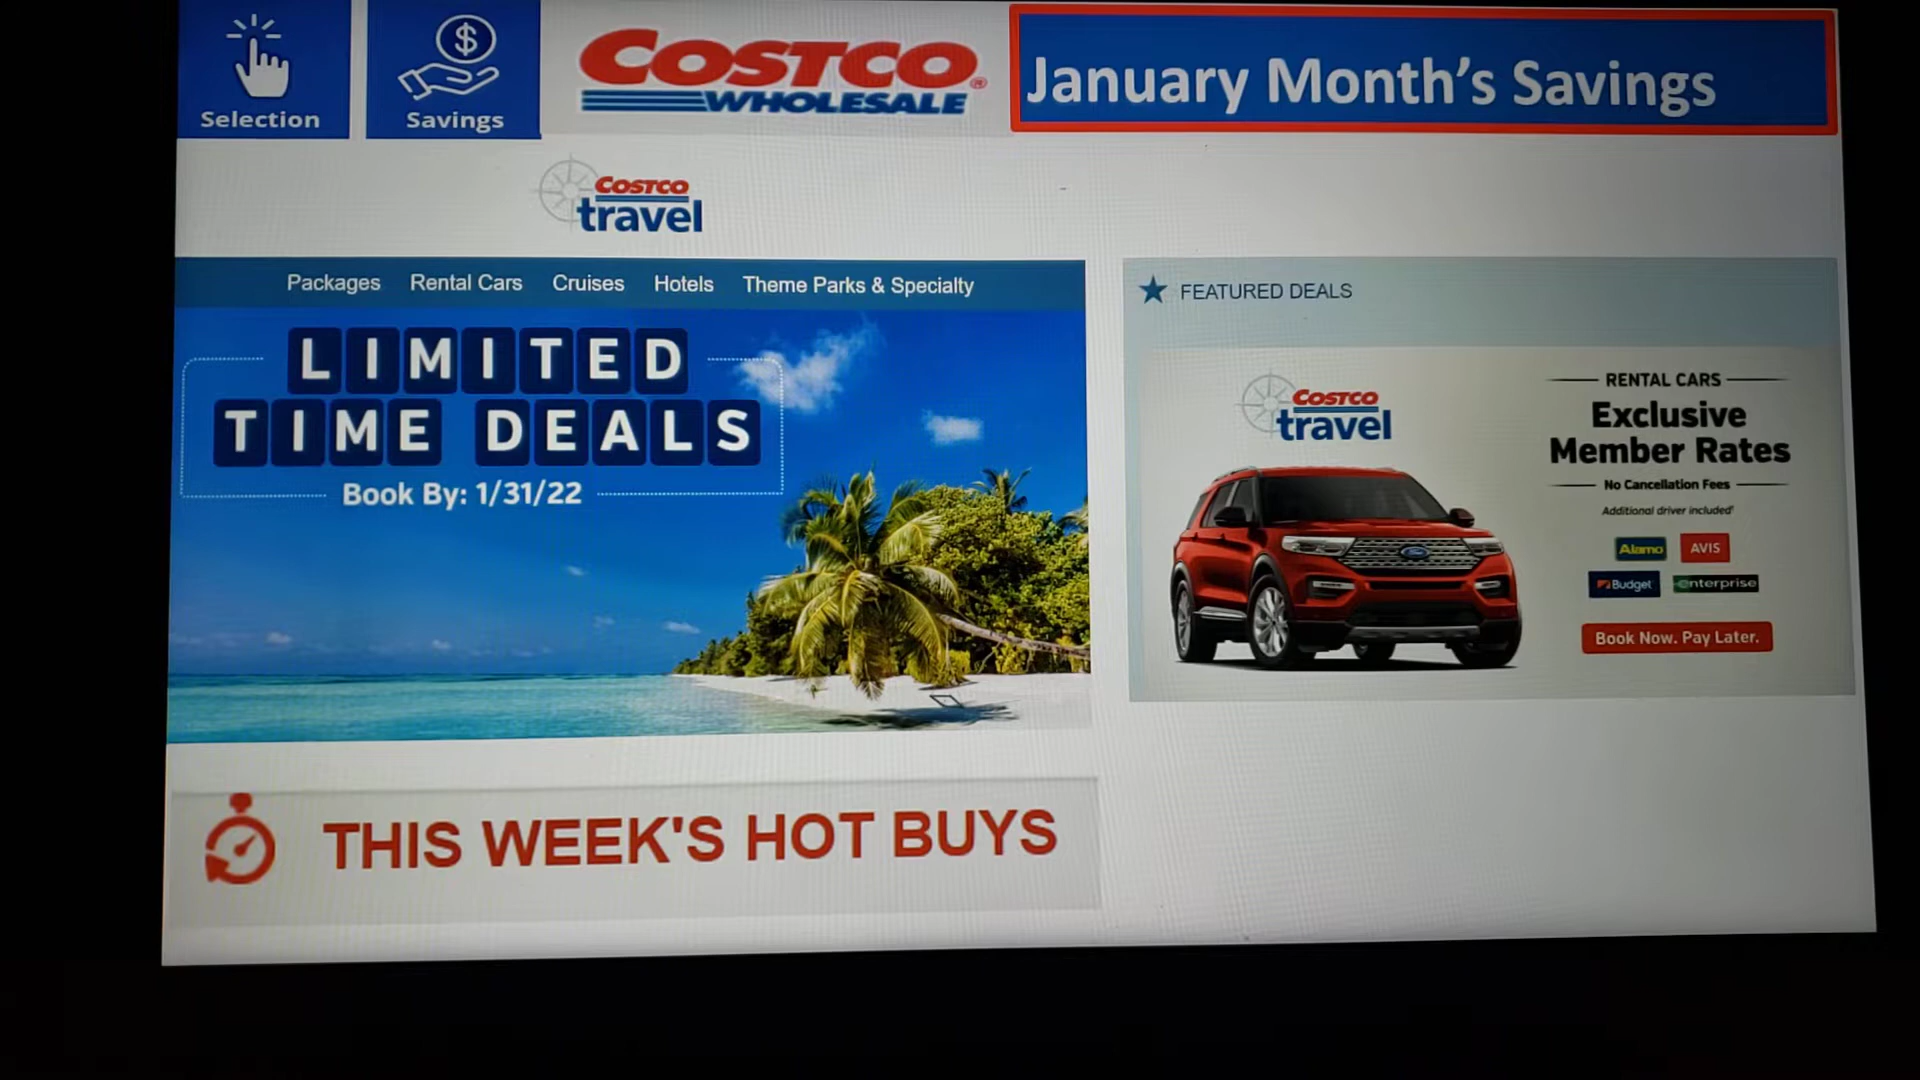 Selection
Savings
COSTCO
WHOLESALE
January Month's Savings
COSTCO
travel
Packages Rental Cars Cruises Hotels Theme Parks & Specialty
LIMITED
TIME DEALS
Book By: 1/31/22
FEATURED DEALS
COSTCO
travel
RENTAL CARS
Exclusive
Member Rates
No Cancellation Fees
Additional driver included
Alamo AVIS
Budget enterprise
Book Now. Pay Later.
THIS WEEK'S HOT BUYS